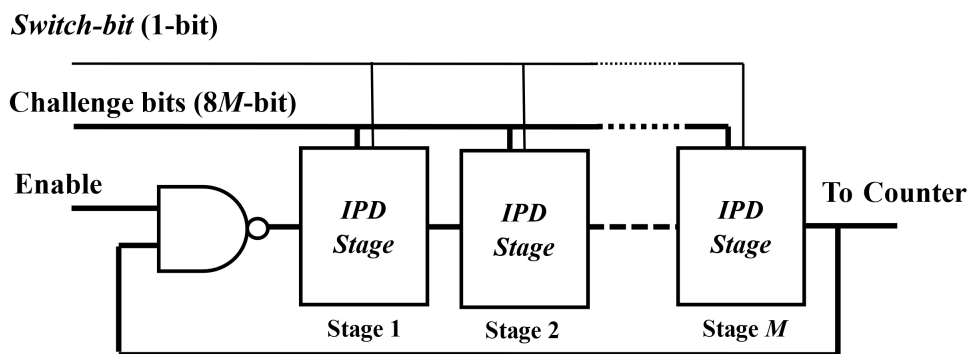 Switch-bit (1-bit)
Challenge bits (8M-bit)
Enable
IPD
Stage
IPD
Stage
IPD
Stage
To Counter
Stage 1
Stage 2
Stage M